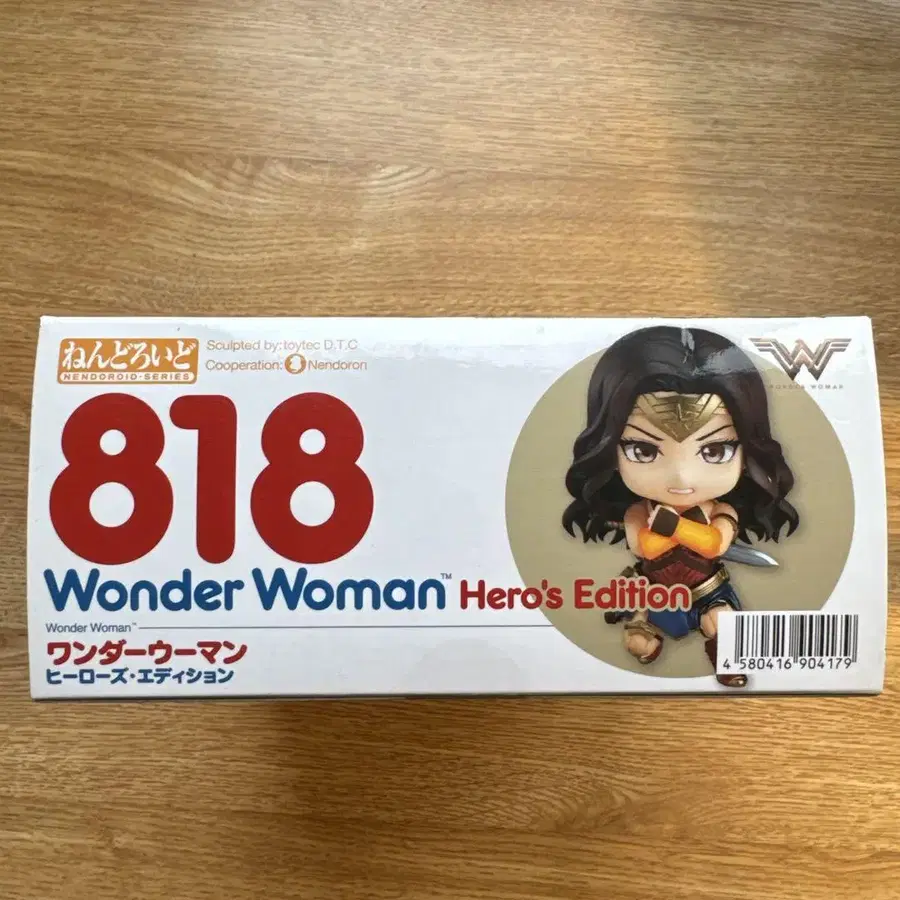 ねんどろいど
NENDOROID·SERIES
Sculpted by: toytec D.T.C
Cooperation: Nendoron
818
Wonder Woman™ Hero's Edition
Wonder Woman™
ワンダーウーマン
ヒーローズ・エディション
WONDER WOMAN
4 580416 904179